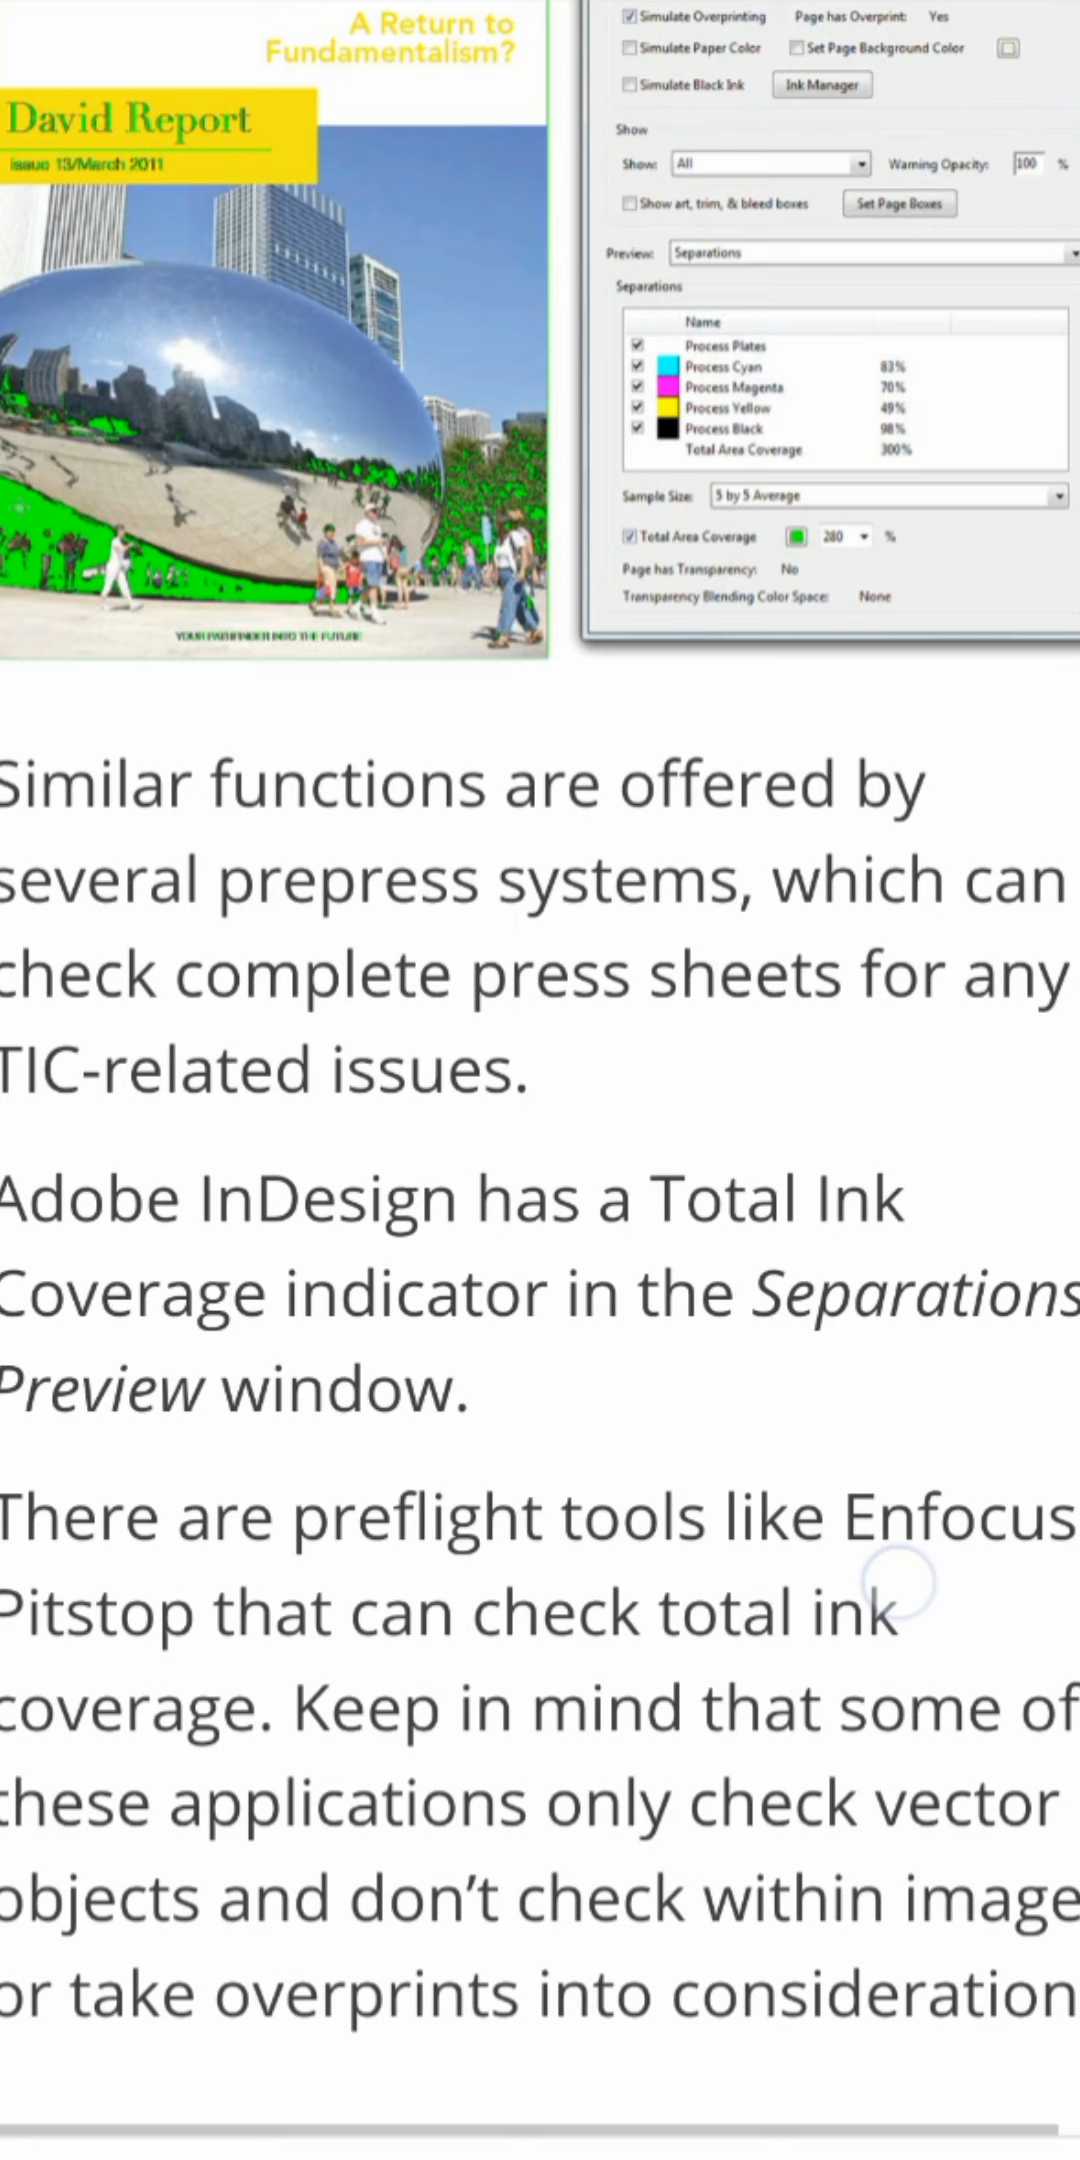 A Return to
Fundamentalism?
David Report
issue 13/March 2011
YOUR PATHFINDER INTO THE FUTURE
Simulate Overprinting Page has Overprint: Yes
Simulate Paper Color Set Page Background Color
Simulate Black Ink Ink Manager
Show
Show: All Warning Opacity: 100 %
Show art, trim, & bleed boxes Set Page Boxes
Preview: Separations
Separations
Name
Process Plates
Process Cyan 83%
Process Magenta 70%
Process Yellow 49%
Process Black 98%
Total Area Coverage 300%
Sample Size: 5 by 5 Average
Total Area Coverage 280 %
Page has Transparency: No
Transparency Blending Color Space: None
Similar functions are offered by
several prepress systems, which can
check complete press sheets for any
TIC-related issues.
Adobe InDesign has a Total Ink
Coverage indicator in the Separations
Preview window.
There are preflight tools like Enfocus
Pitstop that can check total ink
coverage. Keep in mind that some of
these applications only check vector
objects and don’t check within image
or take overprints into consideration